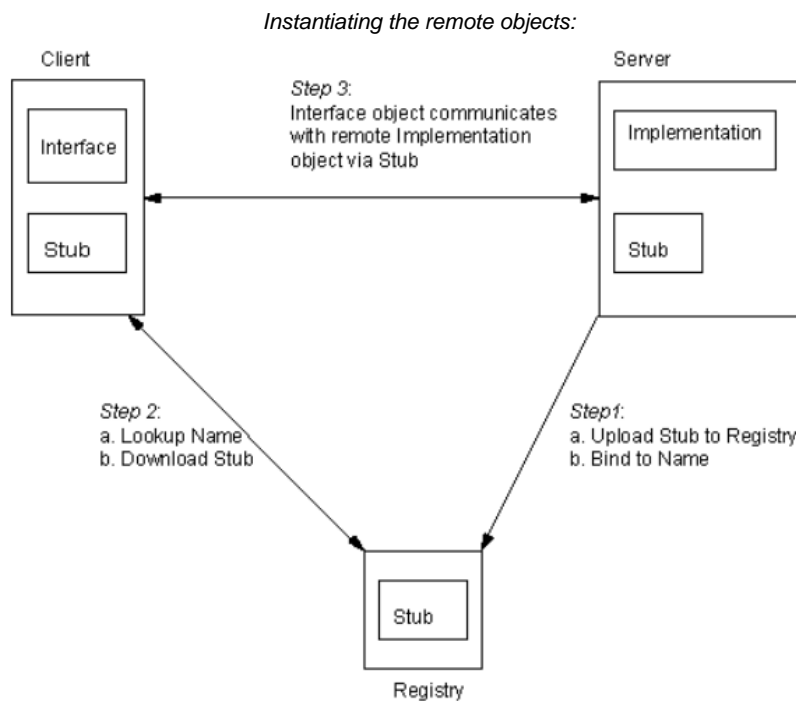 Instantiating the remote objects:
Client
Server
Step 3:
Interface object communicates
with remote Implementation
object via Stub
Interface
Implementation
Stub
Stub
Step 2:
a. Lookup Name
b. Download Stub
Step1:
a. Upload Stub to Registry
b. Bind to Name
Stub
Registry